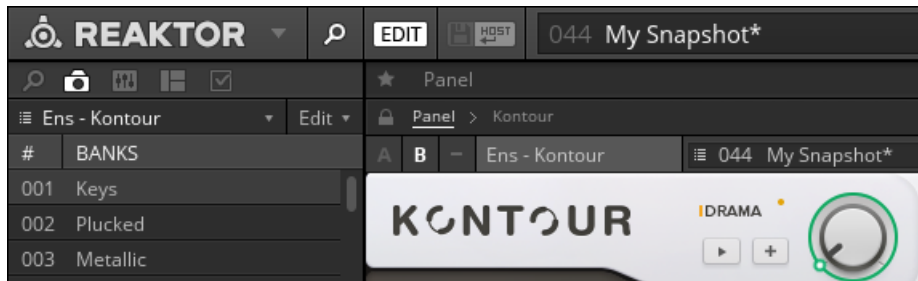 REAKTOR EDIT HOST 044 My Snapshot*
Panel
Ens - Kontour Edit Panel > Kontour
# BANKS A B – Ens - Kontour 044 My Snapshot*
001 Keys
002 Plucked
003 Metallic
KONTOUR DRAMA